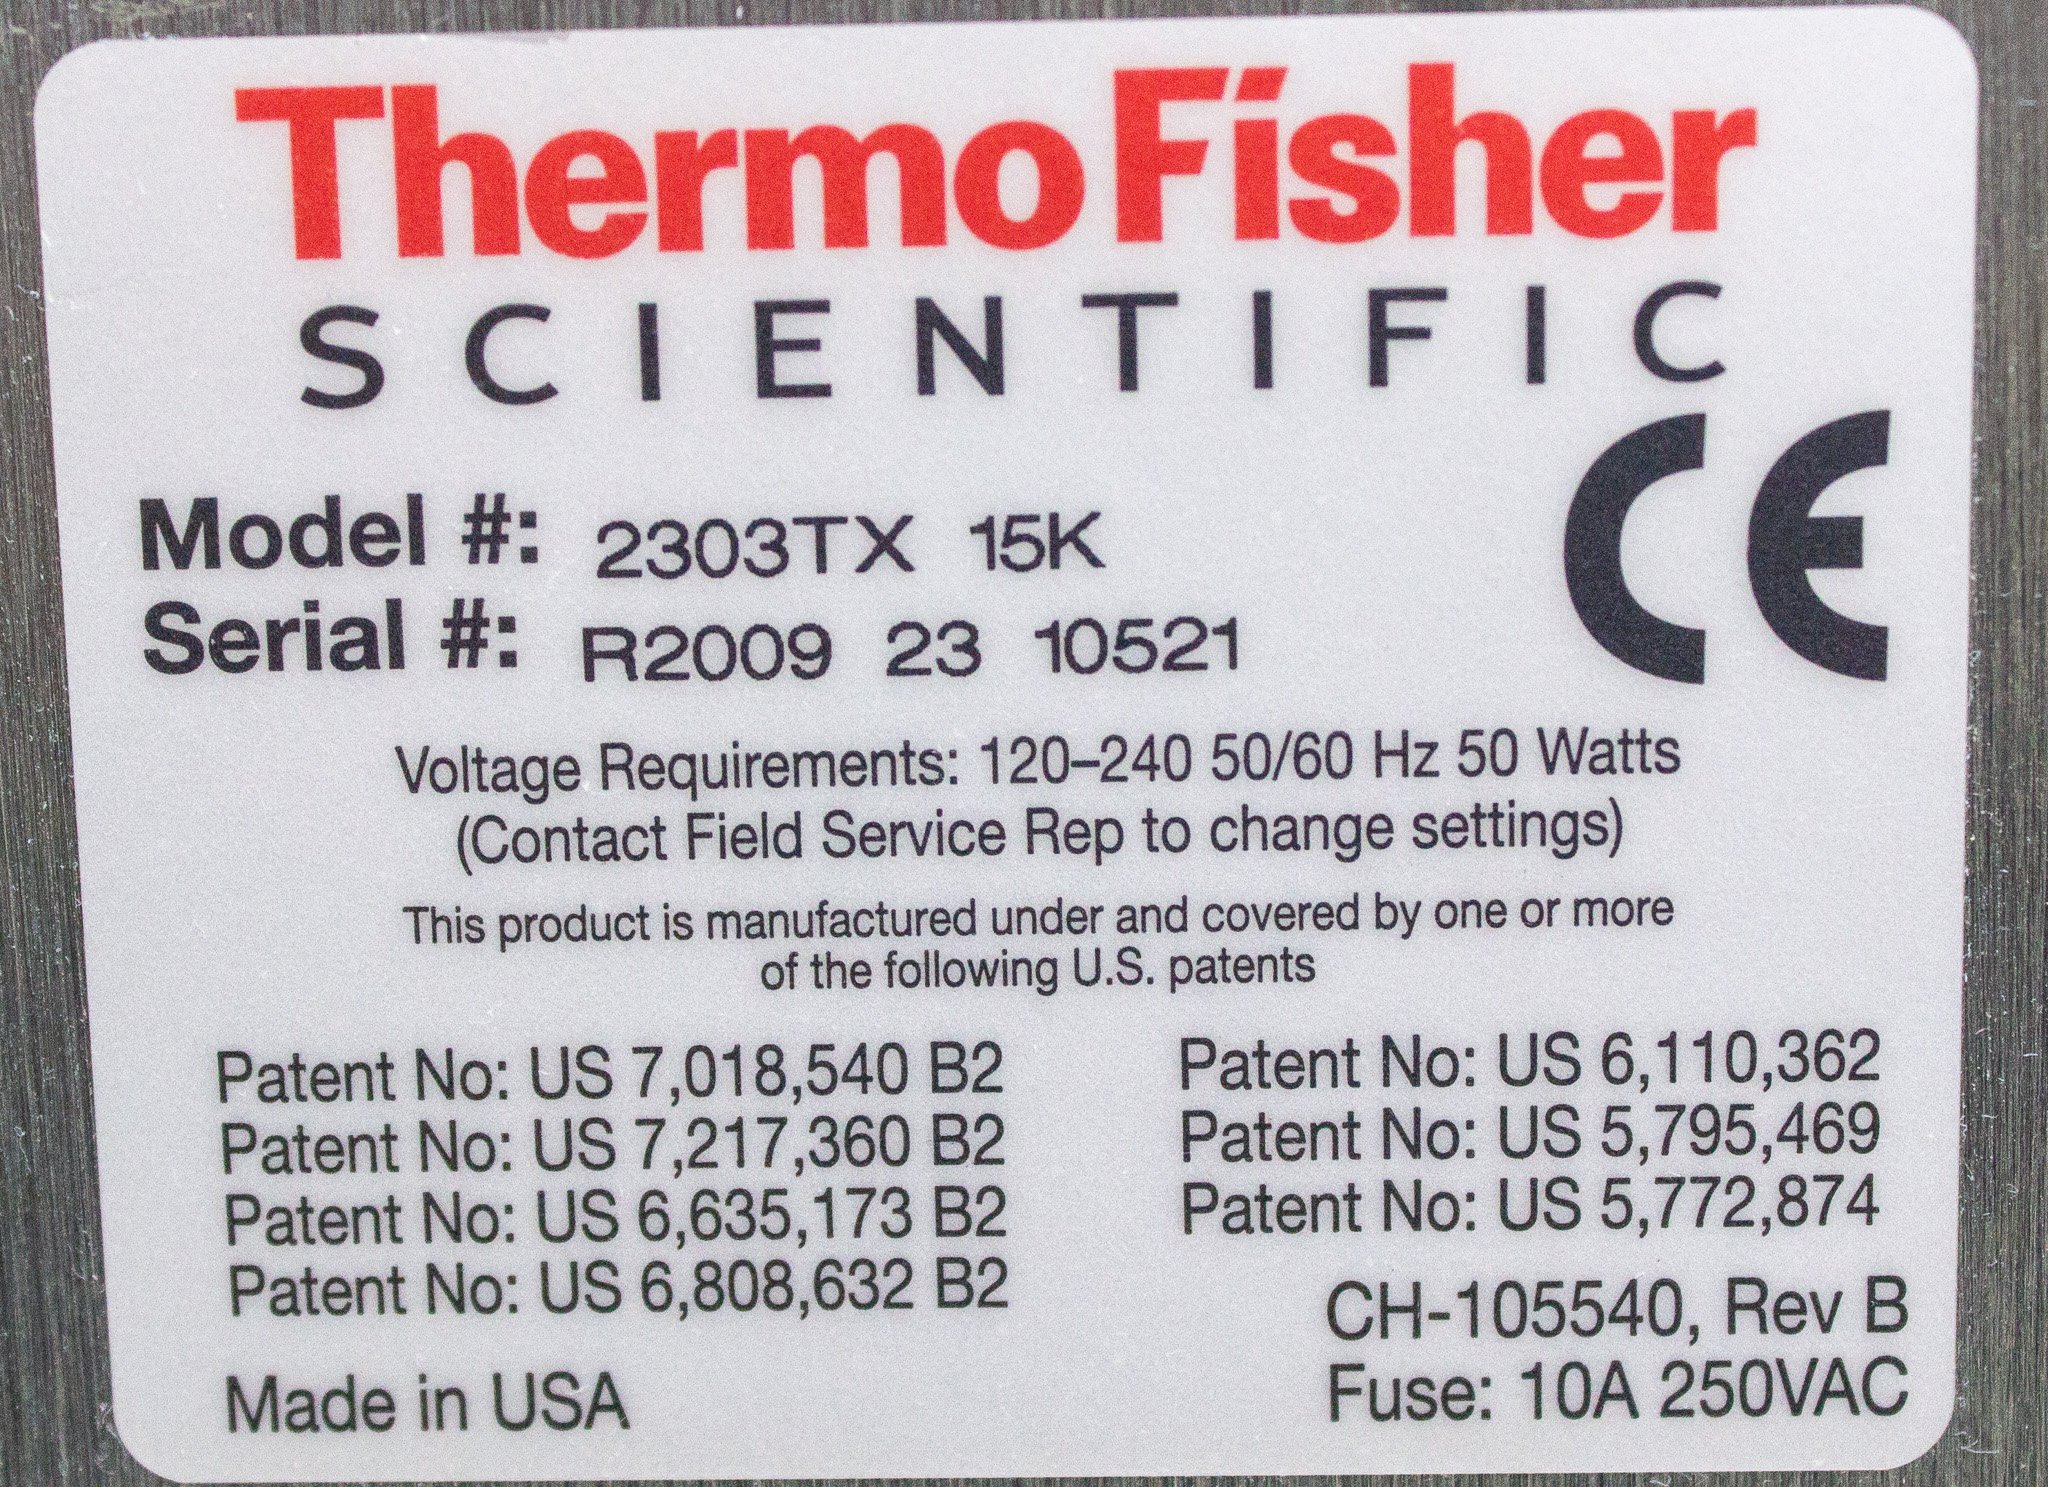 ThermoFisher
SCIENTIFIC
CE
Model #: 2303TX 15K
Serial #: R2009 23 10521
Voltage Requirements: 120–240 50/60 Hz 50 Watts
(Contact Field Service Rep to change settings)
This product is manufactured under and covered by one or more
of the following U.S. patents
Patent No: US 7,018,540 B2
Patent No: US 7,217,360 B2
Patent No: US 6,635,173 B2
Patent No: US 6,808,632 B2
Patent No: US 6,110,362
Patent No: US 5,795,469
Patent No: US 5,772,874
CH-105540, Rev B
Made in USA
Fuse: 10A 250VAC